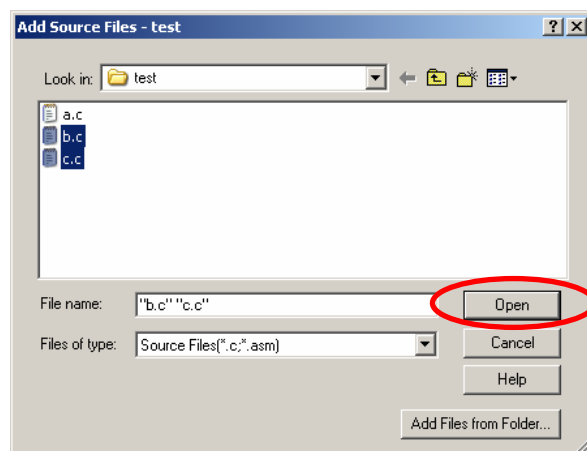 Add Source Files - test
Look in: test
a.c
b.c
c.c
File name: "b.c" "c.c" Open
Files of type: Source Files(*.c;*.asm) Cancel
Help
Add Files from Folder...